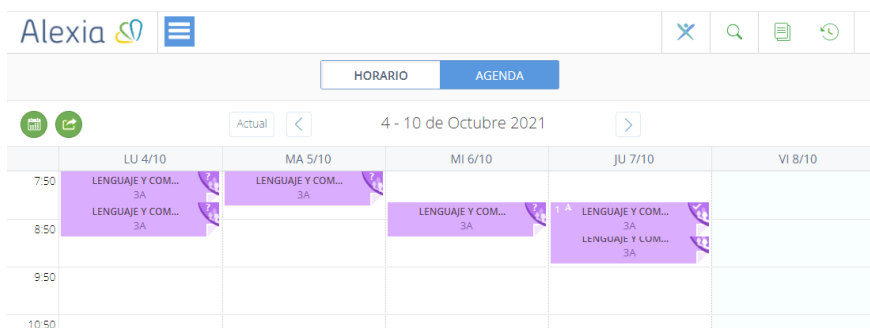 Alexia
HORARIO AGENDA
Actual 4 - 10 de Octubre 2021
LU 4/10 MA 5/10 MI 6/10 JU 7/10 VI 8/10
7:50
LENGUAJE Y COM... ?
3A
LENGUAJE Y COM... ?
3A
LENGUAJE Y COM... ?
3A
LENGUAJE Y COM... ?
3A
1 A LENGUAJE Y COM...
3A
LENGUAJE Y COM...
3A
8:50
9:50
10:50